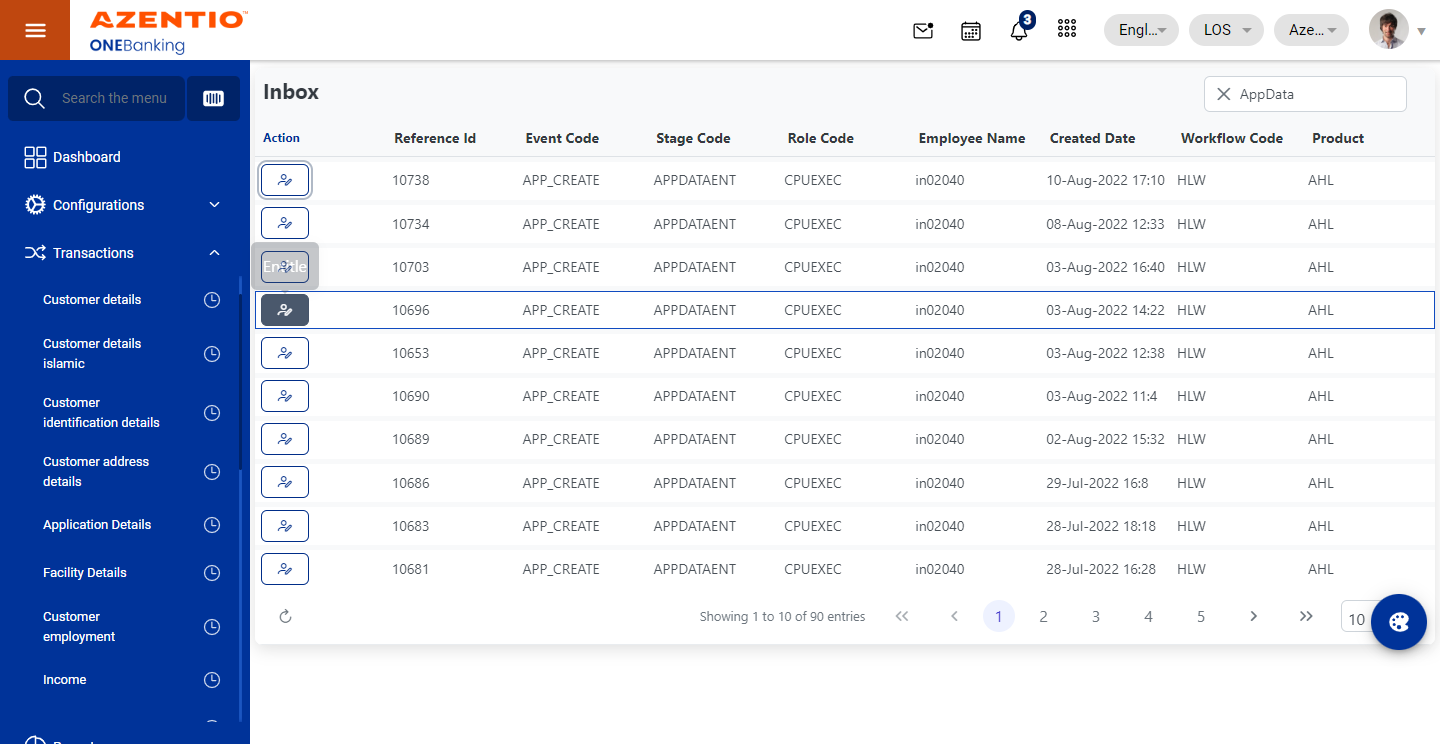 AZENTIO™
ONEBanking
3
Engl...
LOS
Aze...
Search the menu
Dashboard
Configurations
Transactions
Customer details
Customer details
islamic
Customer
identification details
Customer address
details
Application Details
Facility Details
Customer
employment
Income
Inbox
AppData
Action Reference Id Event Code Stage Code Role Code Employee Name Created Date Workflow Code Product
10738 APP_CREATE APPDATAENT CPUEXEC in02040 10-Aug-2022 17:10 HLW AHL
10734 APP_CREATE APPDATAENT CPUEXEC in02040 08-Aug-2022 12:33 HLW AHL
10703 APP_CREATE APPDATAENT CPUEXEC in02040 03-Aug-2022 16:40 HLW AHL
10696 APP_CREATE APPDATAENT CPUEXEC in02040 03-Aug-2022 14:22 HLW AHL
10653 APP_CREATE APPDATAENT CPUEXEC in02040 03-Aug-2022 12:38 HLW AHL
10690 APP_CREATE APPDATAENT CPUEXEC in02040 03-Aug-2022 11:4 HLW AHL
10689 APP_CREATE APPDATAENT CPUEXEC in02040 02-Aug-2022 15:32 HLW AHL
10686 APP_CREATE APPDATAENT CPUEXEC in02040 29-Jul-2022 16:8 HLW AHL
10683 APP_CREATE APPDATAENT CPUEXEC in02040 28-Jul-2022 18:18 HLW AHL
10681 APP_CREATE APPDATAENT CPUEXEC in02040 28-Jul-2022 16:28 HLW AHL
Showing 1 to 10 of 90 entries << < 1 2 3 4 5 > >> 10